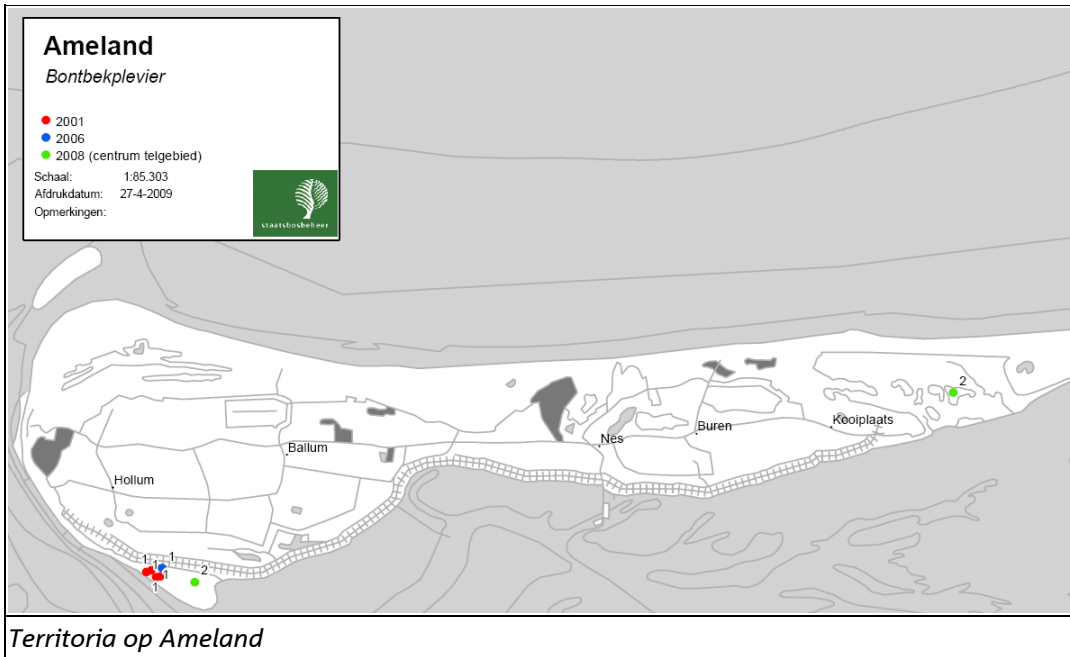 Ameland
Bontbekplevier
2001
2006
2008 (centrum telgebied)
Schaal: 1:85.303
Afdrukdatum: 27-4-2009
Opmerkingen:
staatsbosbeheer
2
Kooiplaats
Buren
Nes
Ballum
Hollum
1
1
1
1
1
2
Territoria op Ameland